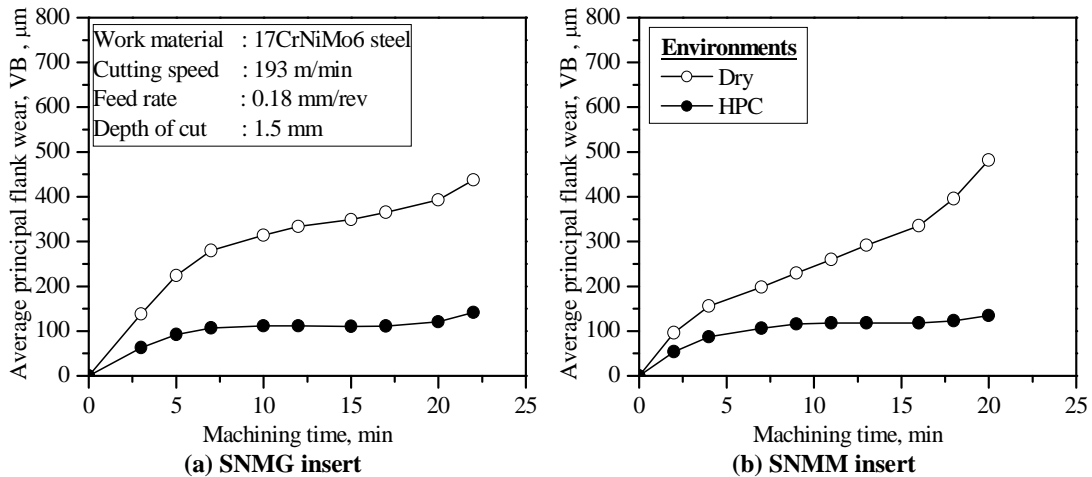 Average principal flank wear, VB , μm
800
700
600
500
400
300
200
100
0
Work material : 17CrNiMo6 steel
Cutting speed : 193 m/min
Feed rate : 0.18 mm/rev
Depth of cut : 1.5 mm
0 5 10 15 20 25
Machining time, min
(a) SNMG insert
Average principal flank wear, VB , μm
800
700
600
500
400
300
200
100
0
Environments
Dry
HPC
0 5 10 15 20 25
Machining time, min
(b) SNMM insert